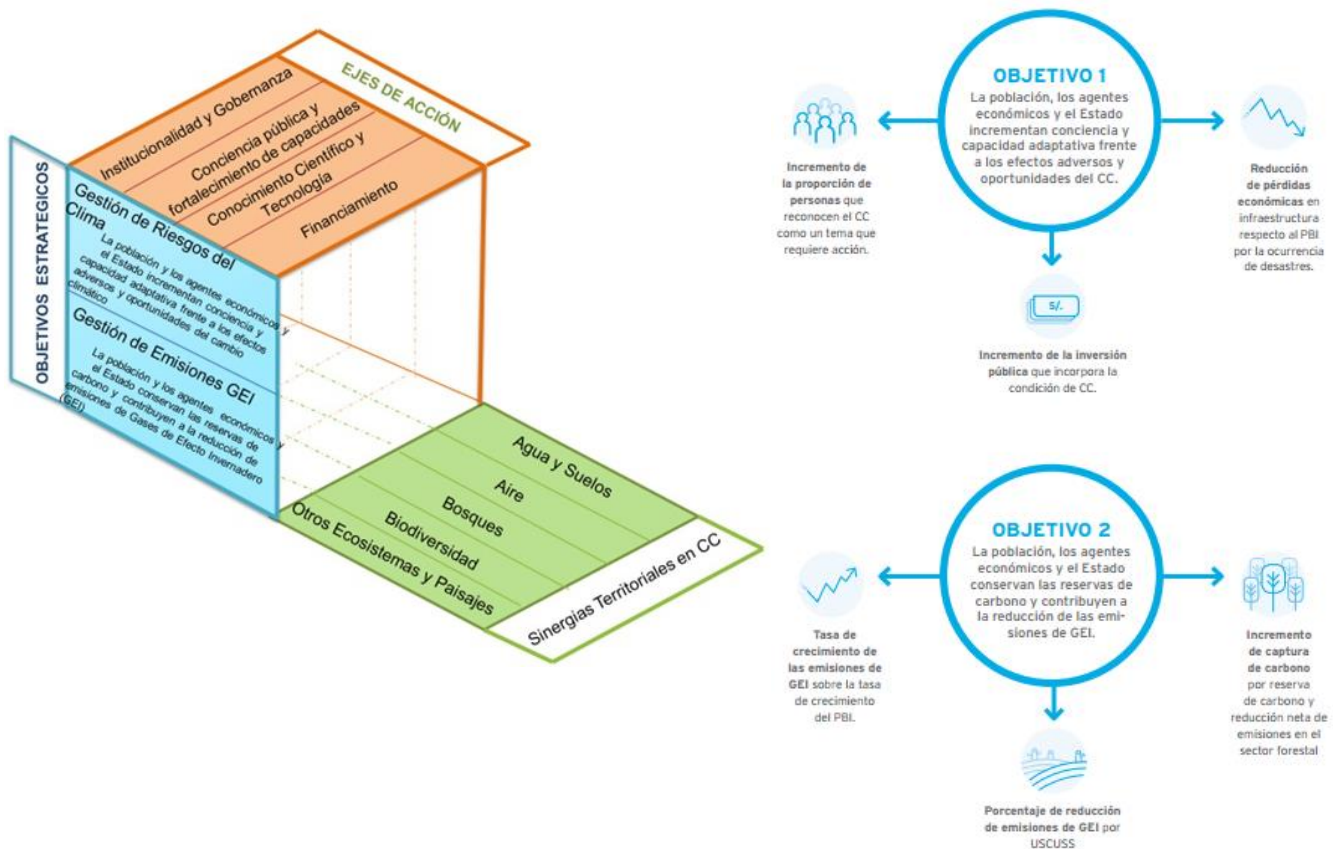 EJES DE ACCIÓN
Institucionalidad y Gobernanza
Conciencia pública y
fortalecimiento de capacidades
Conocimiento Científico y
Tecnología
Financiamiento
OBJETIVOS ESTRATEGICOS
Gestión de Riesgos del
Clima
La población y los agentes económicos y
el Estado incrementan conciencia y
capacidad adaptativa frente a los efectos
adversos y oportunidades del cambio
climático
Gestión de Emisiones GEI
La población y los agentes económicos y
el Estado conservan las reservas de
carbono y contribuyen a la reducción de
emisiones de Gases de Efecto Invernadero
(GEI)
Agua y Suelos
Aire
Bosques
Biodiversidad
Otros Ecosistemas y Paisajes
Sinergias Territoriales en CC
OBJETIVO 1
La población, los agentes
económicos y el Estado
incrementan conciencia y
capacidad adaptativa frente
a los efectos adversos y
oportunidades del CC.
Incremento de
la proporción de
personas que
reconocen el CC
como un tema que
requiere acción.
Reducción
de pérdidas
económicas en
infraestructura
respecto al PBI
por la ocurrencia
de desastres.
S/.
Incremento de la inversión
pública que incorpora la
condición de CC.
OBJETIVO 2
La población, los agentes
económicos y el Estado
conservan las reservas de
carbono y contribuyen a
la reducción de las emi-
siones de GEI.
Tasa de
crecimiento de
las emisiones de
GEI sobre la tasa
de crecimiento
del PBI.
Incremento
de captura
de carbono
por reserva
de carbono y
reducción neta de
emisiones en el
sector forestal
Porcentaje de reducción
de emisiones de GEI por
USCUSS